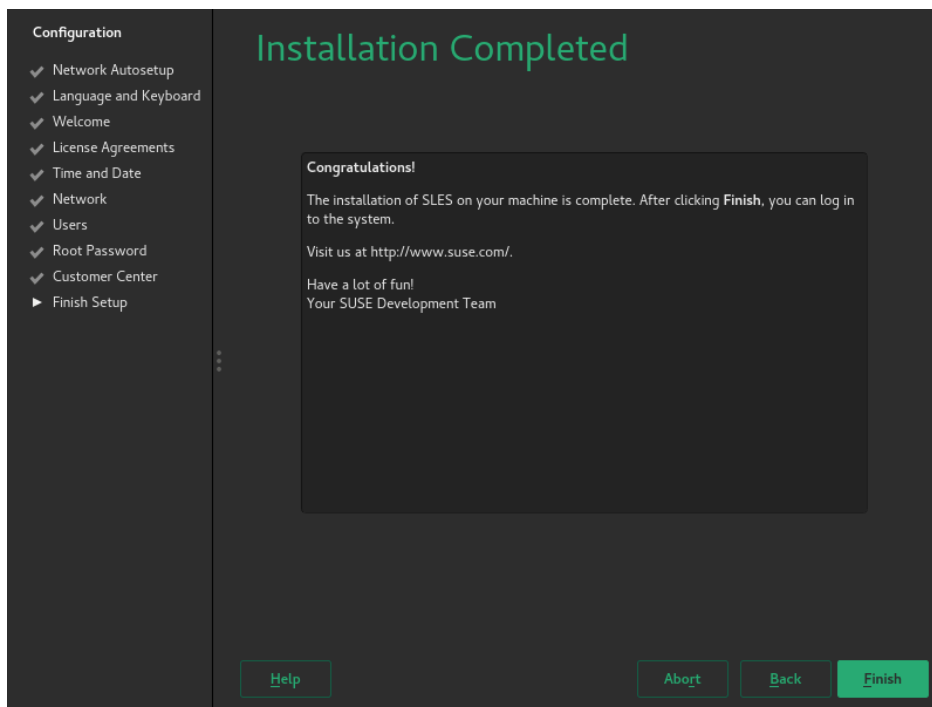 Configuration
Network Autosetup
Language and Keyboard
Welcome
License Agreements
Time and Date
Network
Users
Root Password
Customer Center
Finish Setup
Installation Completed
Congratulations!
The installation of SLES on your machine is complete. After clicking Finish, you can log in
to the system.
Visit us at http://www.suse.com/.
Have a lot of fun!
Your SUSE Development Team
Help
Abort
Back
Finish